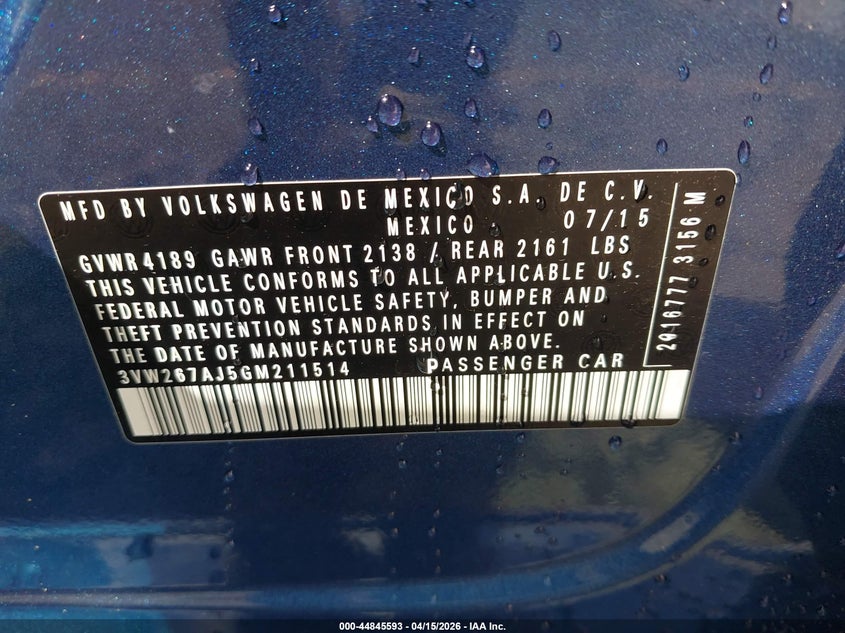 MFD BY VOLKSWAGEN DE MEXICO S.A. DE C.V.
MEXICO 07/15
GVWR4189 GAWR FRONT 2138 / REAR 2161 LBS
THIS VEHICLE CONFORMS TO ALL APPLICABLE U.S.
FEDERAL MOTOR VEHICLE SAFETY, BUMPER AND
THEFT PREVENTION STANDARDS IN EFFECT ON
THE DATE OF MANUFACTURE SHOWN ABOVE.
3VW267AJ5GM211514 PASSENGER CAR
2916777 3156 M
000-44845593 - 04/15/2026 - IAA Inc.